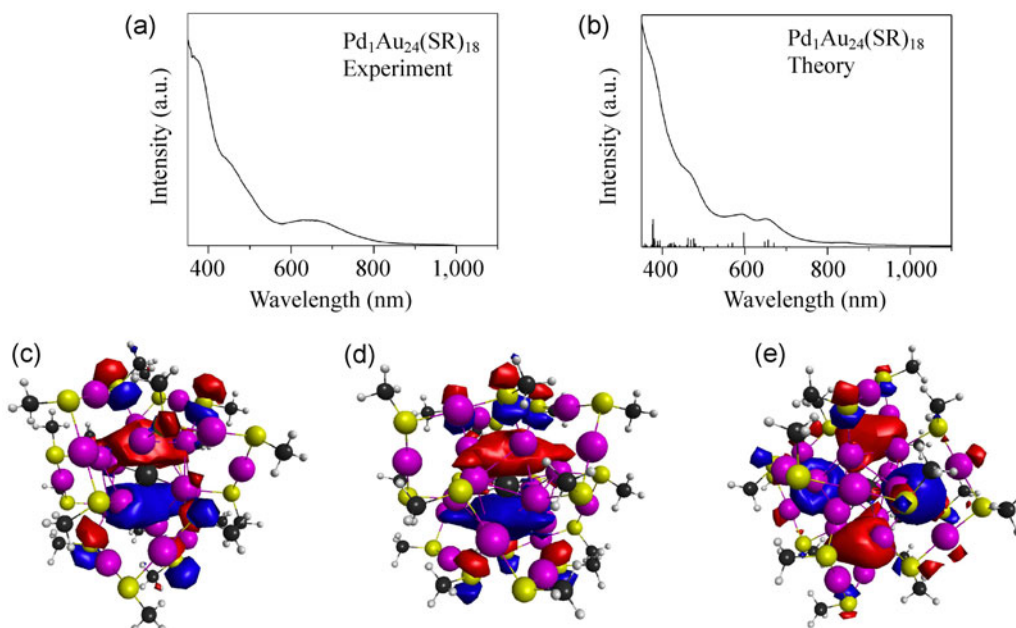 (a)
Pd₁Au₂₄(SR)₁₈
Experiment
Intensity (a.u.)
400 600 800 1,000
Wavelength (nm)
(b)
Pd₁Au₂₄(SR)₁₈
Theory
Intensity (a.u.)
400 600 800 1,000
Wavelength (nm)
(c)
(d)
(e)